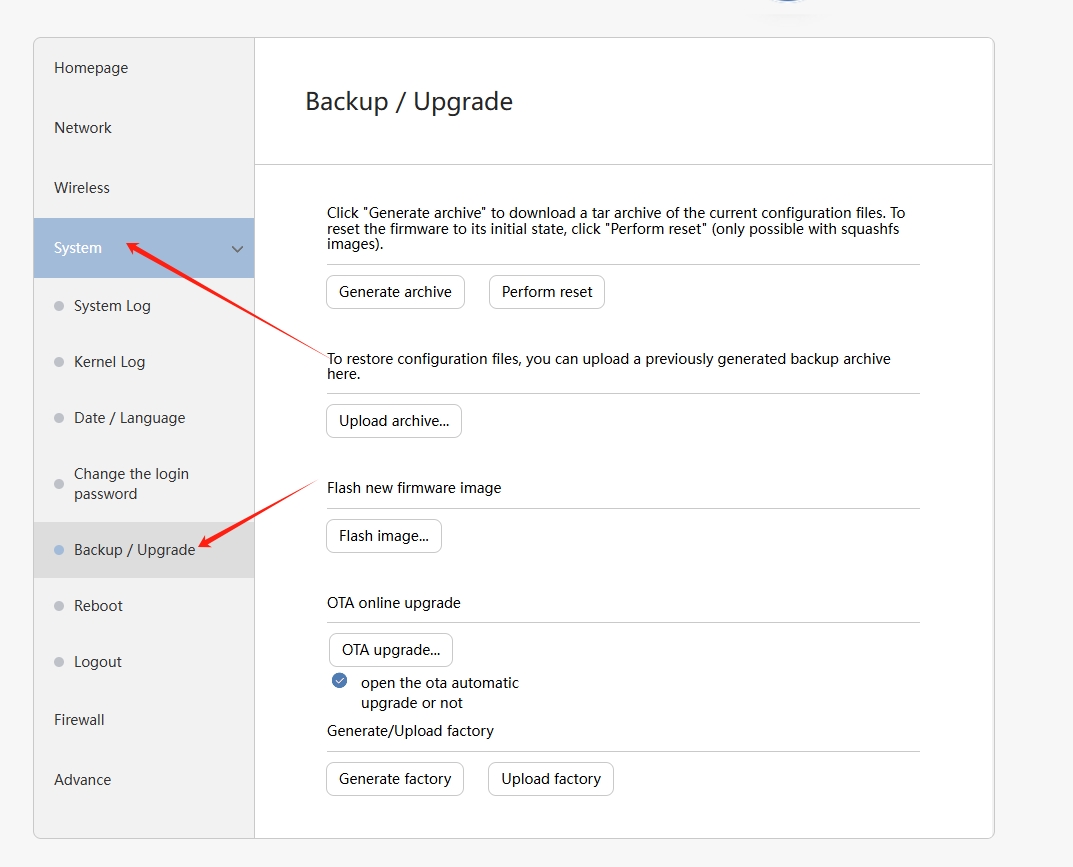 Homepage
Network
Wireless
System
System Log
Kernel Log
Date / Language
Change the login
password
Backup / Upgrade
Reboot
Logout
Firewall
Advance
Backup / Upgrade
Click "Generate archive" to download a tar archive of the current configuration files. To
reset the firmware to its initial state, click "Perform reset" (only possible with squashfs
images).
Generate archive
Perform reset
To restore configuration files, you can upload a previously generated backup archive
here.
Upload archive...
Flash new firmware image
Flash image...
OTA online upgrade
OTA upgrade...
open the ota automatic
upgrade or not
Generate/Upload factory
Generate factory
Upload factory